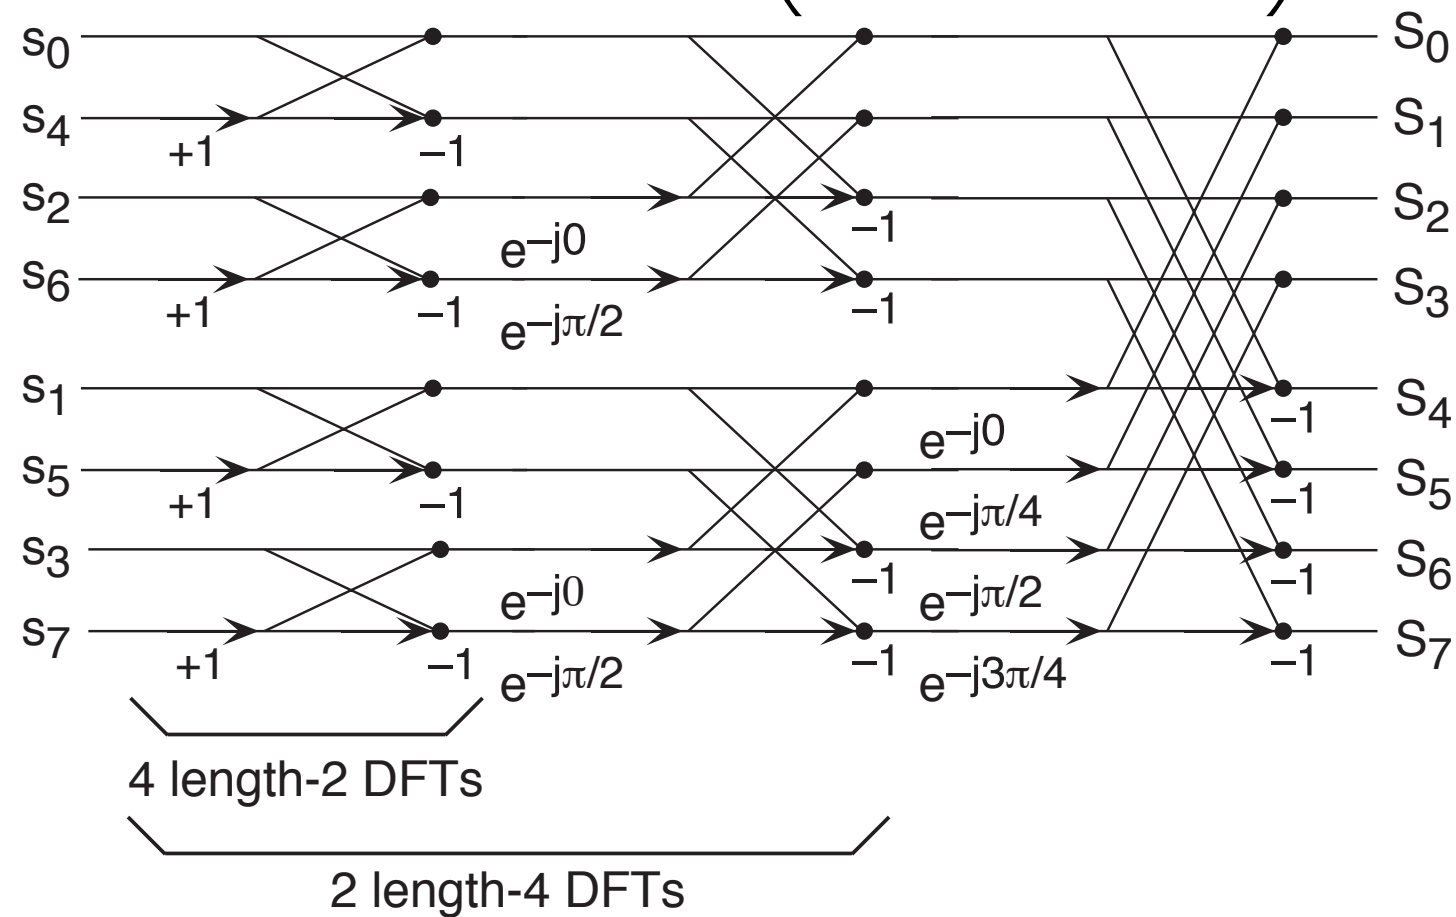 ( )
s0 S0
s4 +1 −1 S1
s2 e−j0 −1 S2
s6 +1 −1 e−jπ/2 −1 S3
s1 e−j0 −1 S4
s5 +1 −1 e−jπ/4 −1 S5
s3 e−j0 −1 e−jπ/2 −1 S6
s7 +1 −1 e−jπ/2 −1 e−j3π/4 −1 S7
4 length-2 DFTs
2 length-4 DFTs